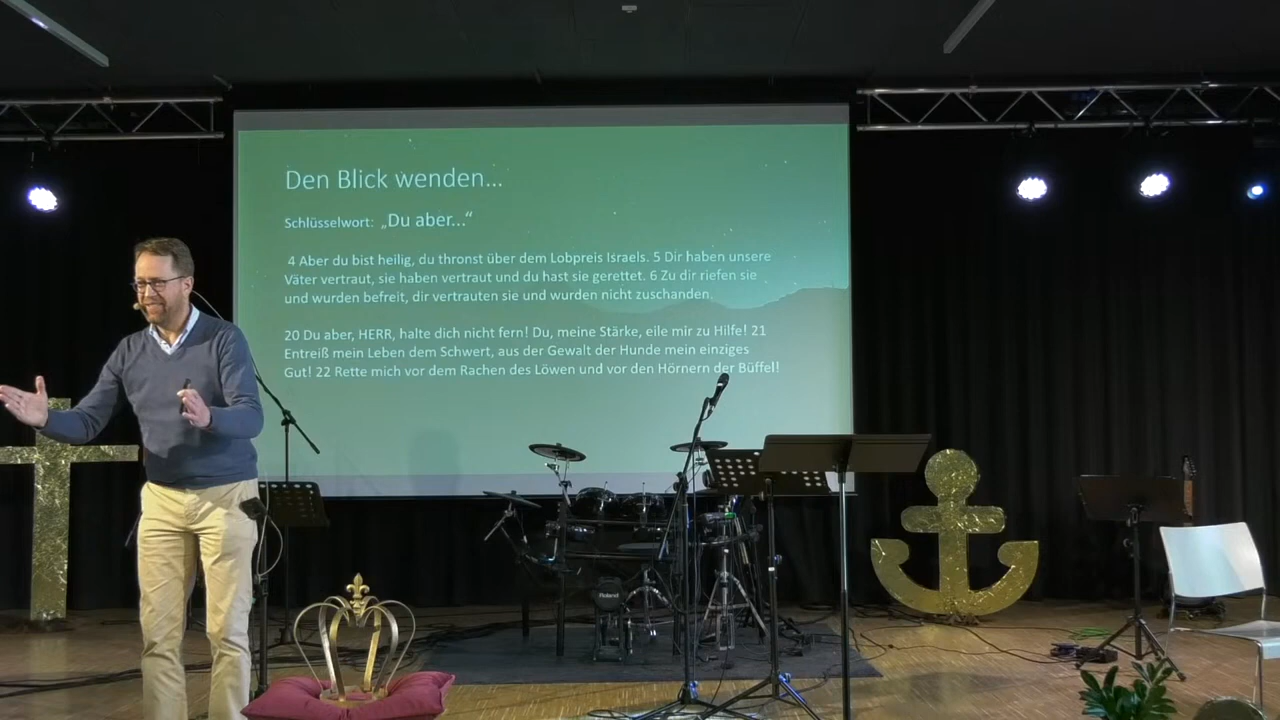 Den Blick wenden...
Schlüsselwort: „Du aber...“
4 Aber du bist heilig, du thronst über dem Lobpreis Israels. 5 Dir haben unsere
Väter vertraut, sie haben vertraut und du hast sie gerettet. 6 Zu dir riefen sie
und wurden befreit, dir vertrauten sie und wurden nicht zuschanden.
20 Du aber, HERR, halte dich nicht fern! Du, meine Stärke, eile mir zu Hilfe! 21
Entreiß mein Leben dem Schwert, aus der Gewalt der Hunde mein einziges
Gut! 22 Rette mich vor dem Rachen des Löwen und vor den Hörnern der Büffel!
Roland